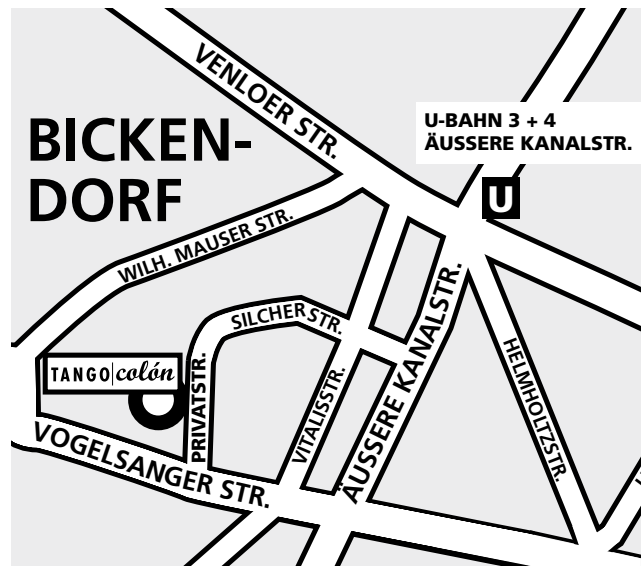 VENLOER STR.
U-BAHN 3 + 4
ÄUSSERE KANALSTR.
BICKEN-
DORF
U
WILH. MAUSER STR.
SILCHERSTR.
TANGO|colón
PRIVATSTR.
VITALISSTR.
ÄUSSERE KANALSTR.
HELMHOLTZSTR.
VOGELSANGER STR.